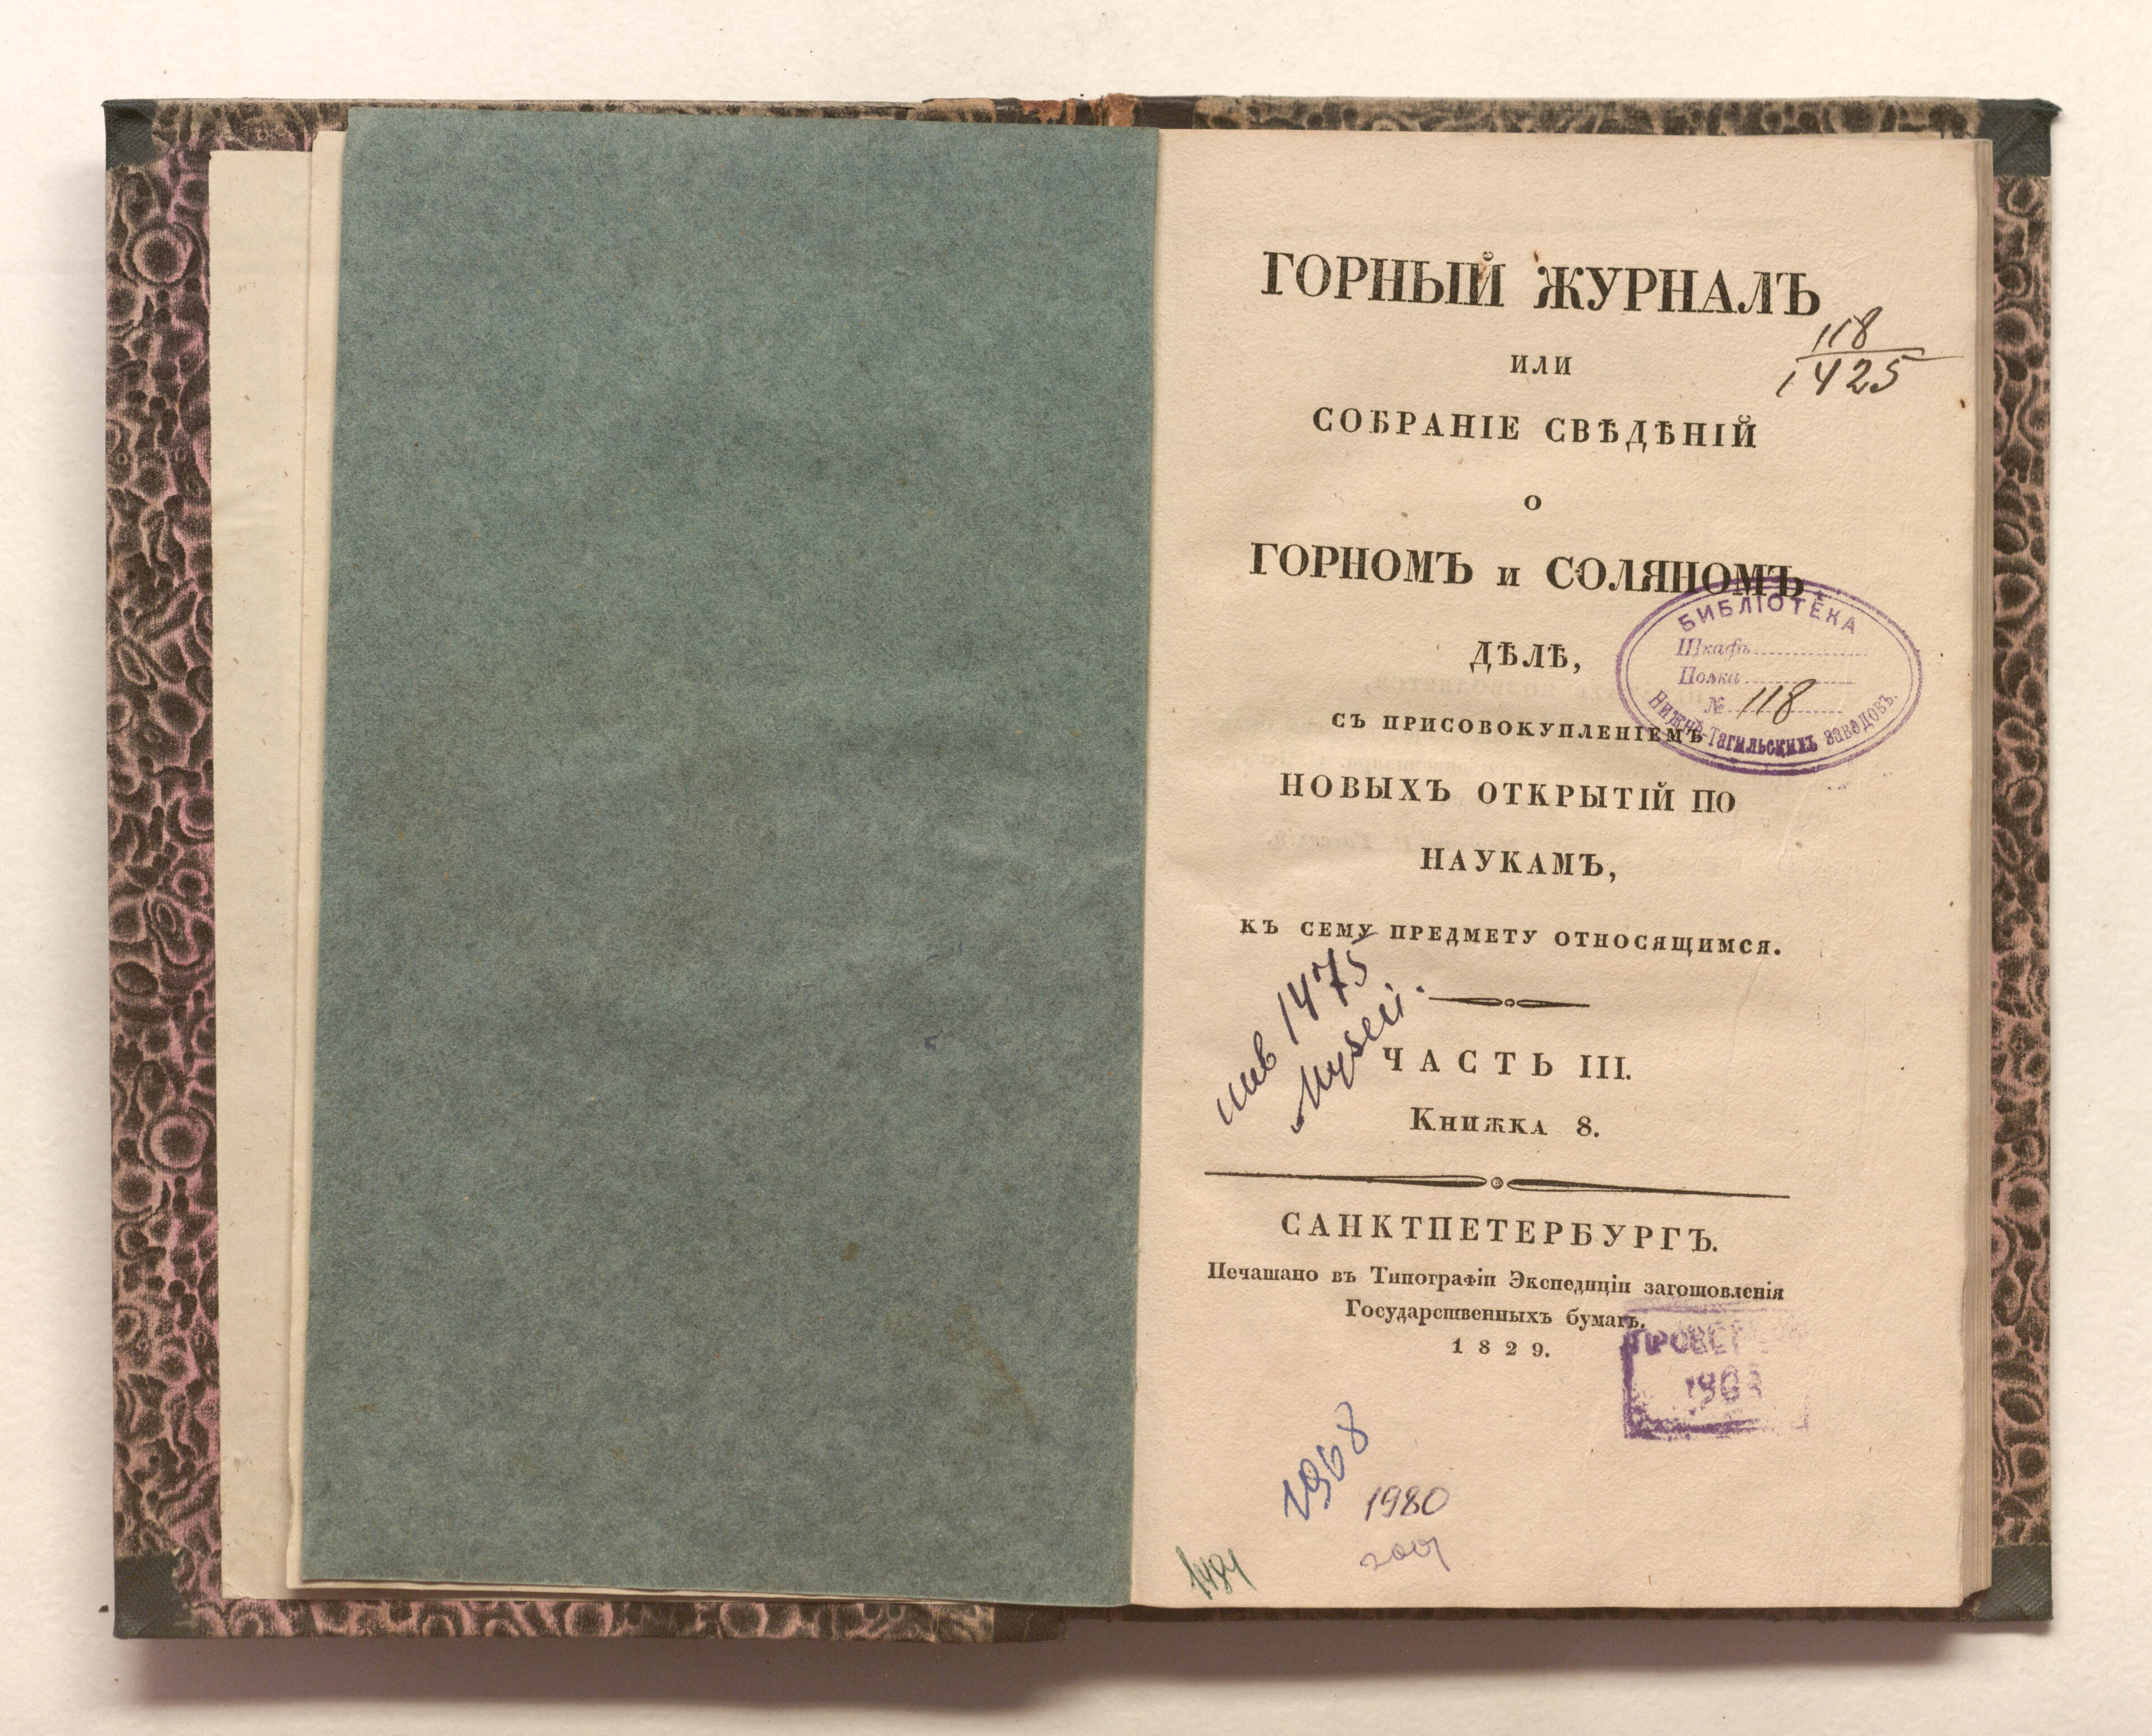 ГОРНЫЙ ЖУРНАЛЪ
118
1425
ИЛИ
СОБРАНІЕ СВѢДѢНІЙ
О
ГОРНОМЪ и СОЛЯНОМЪ
ДѢЛѢ,
БИБЛІОТЕКА
Шкафъ
Полка
№ 118
Нижне-Тагильскихъ заводовъ.
СЪ ПРИСОВОКУПЛЕНІЕМЪ
НОВЫХЪ ОТКРЫТІЙ ПО
НАУКАМЪ,
КЪ СЕМУ ПРЕДМЕТУ ОТНОСЯЩИМСЯ.
инв 1475
Музей.
ЧАСТЬ III.
Книжка 8.
САНКТПЕТЕРБУРГЪ.
Печатано въ Типографіи Экспедиціи заготовленія
Государственныхъ бумагъ.
1829.
1968
1980